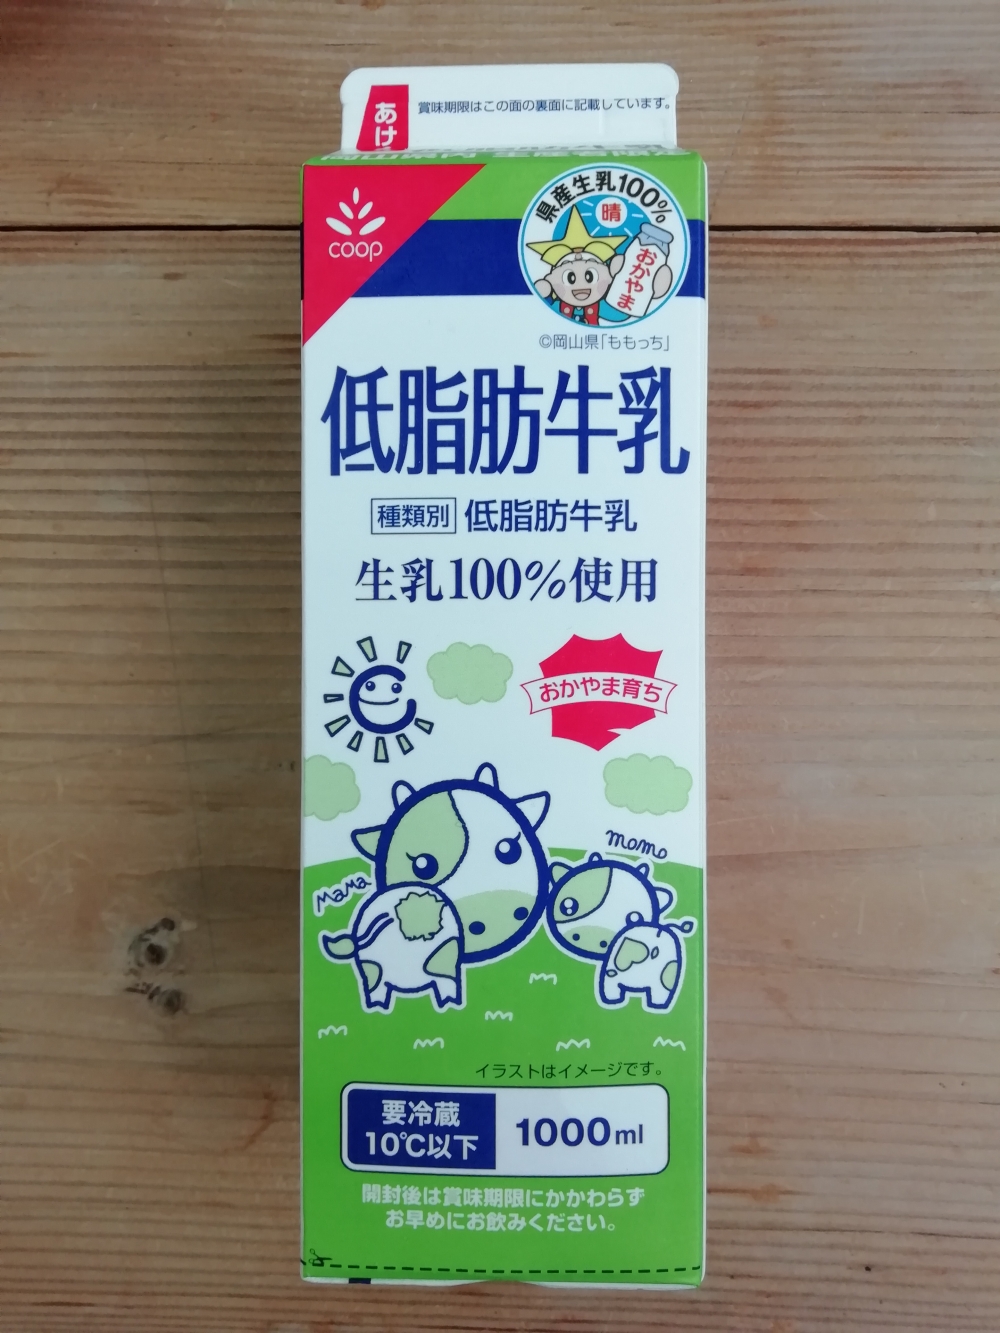 あけ
賞味期限はこの面の裏面に記載しています。
coop
県産生乳100%
晴
おかやま
©岡山県「ももっち」
低脂肪牛乳
種類別 低脂肪牛乳
生乳100%使用
おかやま育ち
momo
MaMa
イラストはイメージです。
要冷蔵
10℃以下
1000ml
開封後は賞味期限にかかわらず
お早めにお飲みください。